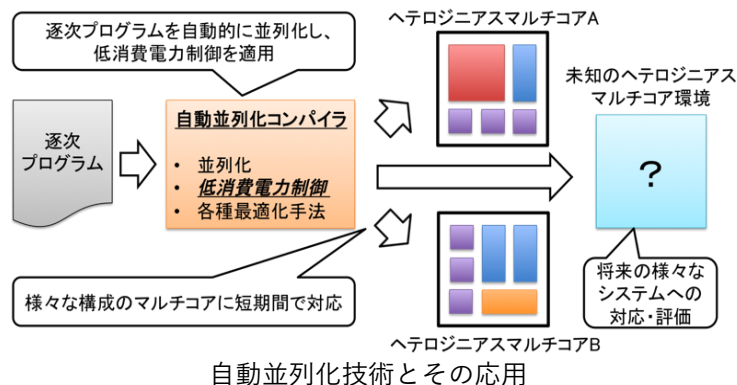 逐次プログラムを自動的に並列化し、
低消費電力制御を適用
ヘテロジニアスマルチコアA
未知のヘテロジニアス
マルチコア環境
逐次
プログラム
自動並列化コンパイラ
• 並列化
• 低消費電力制御
• 各種最適化手法
?
様々な構成のマルチコアに短期間で対応
将来の様々な
システムへの
対応・評価
ヘテロジニアスマルチコアB
自動並列化技術とその応用